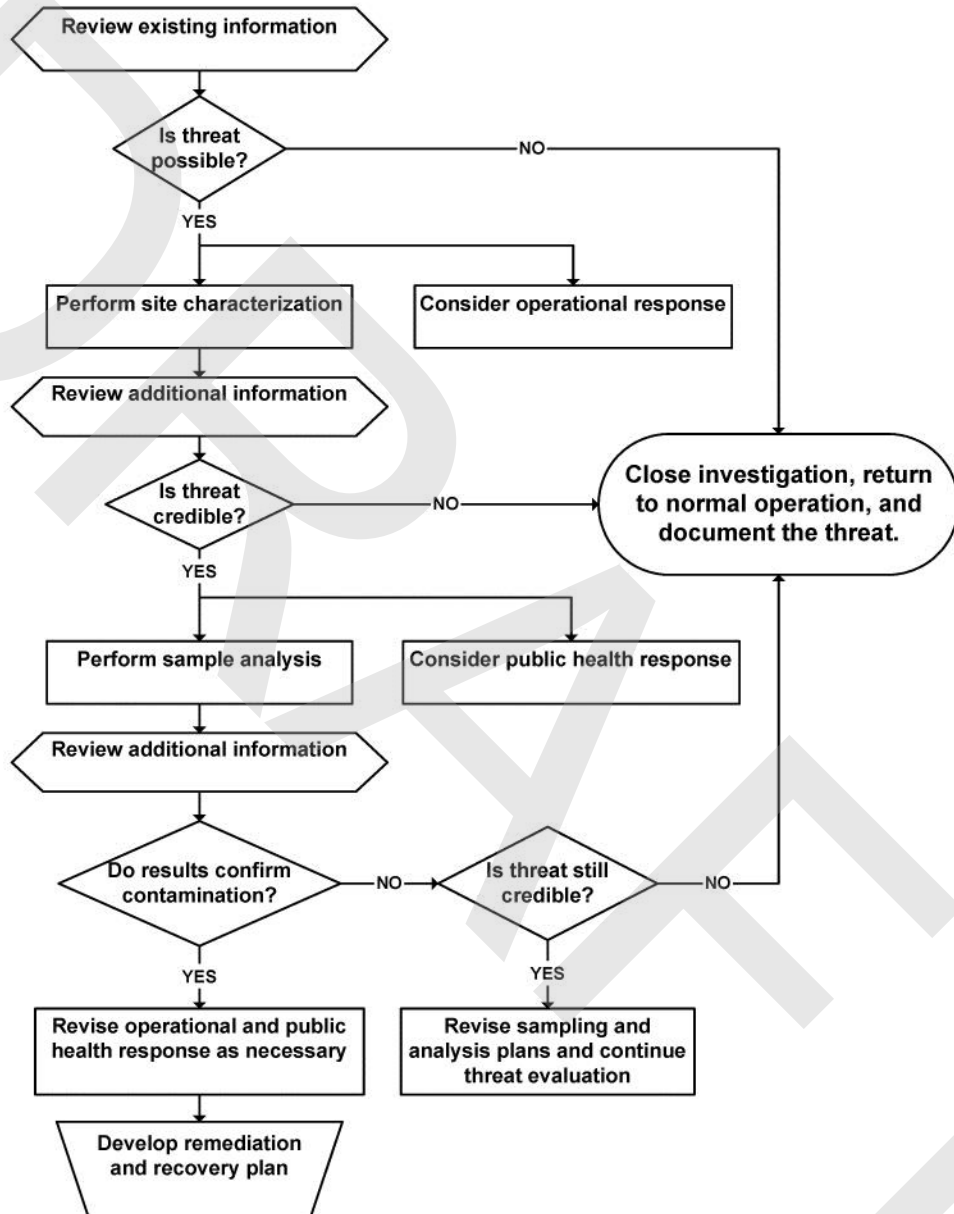 Review existing information
Is threat
possible?
NO
YES
Perform site characterization
Consider operational response
Review additional information
Is threat
credible?
NO
Close investigation, return
to normal operation, and
document the threat.
YES
Perform sample analysis
Consider public health response
Review additional information
Do results confirm
contamination?
NO
Is threat still
credible?
NO
YES
YES
Revise operational and public
health response as necessary
Revise sampling and
analysis plans and continue
threat evaluation
Develop remediation
and recovery plan
DRAFT